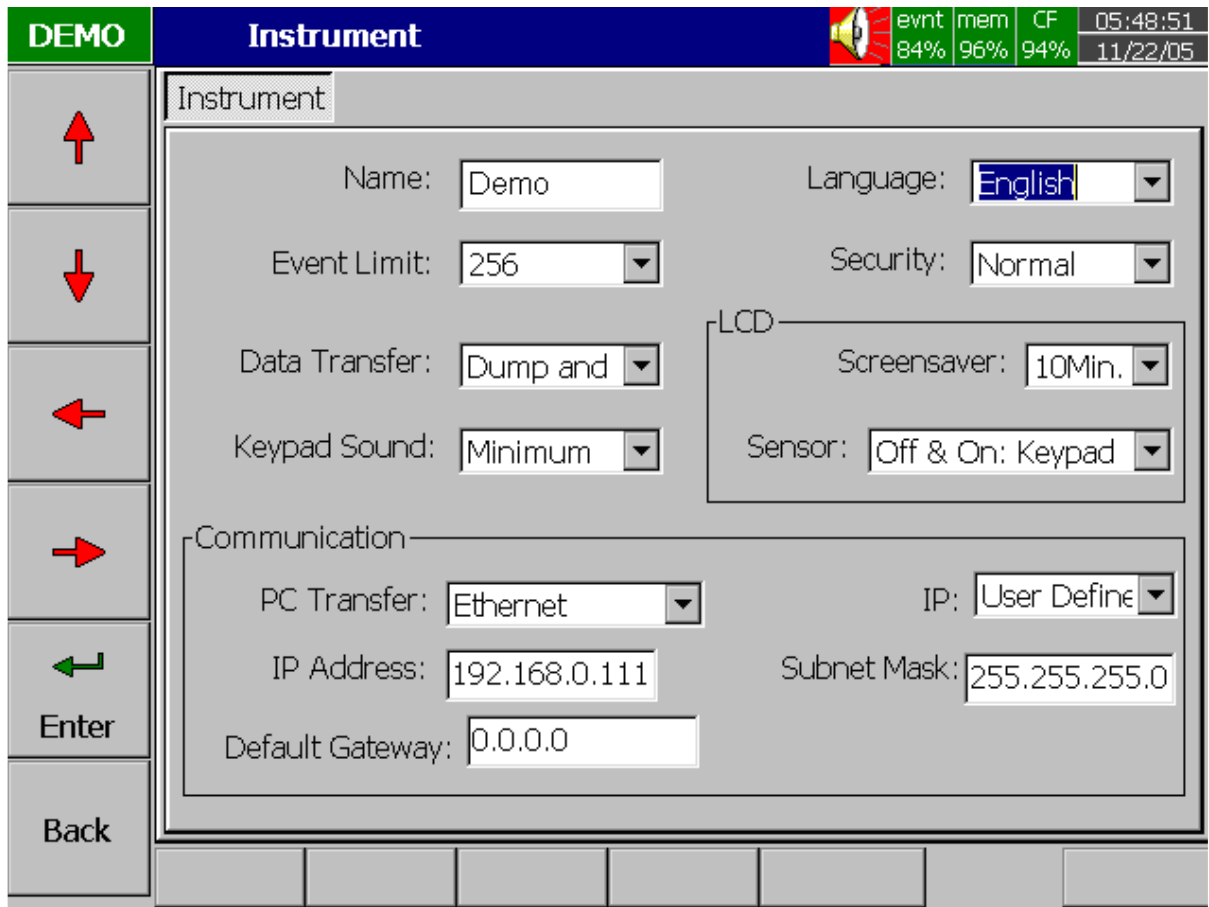 DEMO Instrument evnt mem CF 05:48:51
84% 96% 94% 11/22/05
Instrument
Name: Demo Language: English
Event Limit: 256 Security: Normal
LCD
Data Transfer: Dump and Screensaver: 10Min.
Keypad Sound: Minimum Sensor: Off & On: Keypad
Communication
PC Transfer: Ethernet IP: User Define
IP Address: 192.168.0.111 Subnet Mask: 255.255.255.0
Default Gateway: 0.0.0.0
Enter
Back